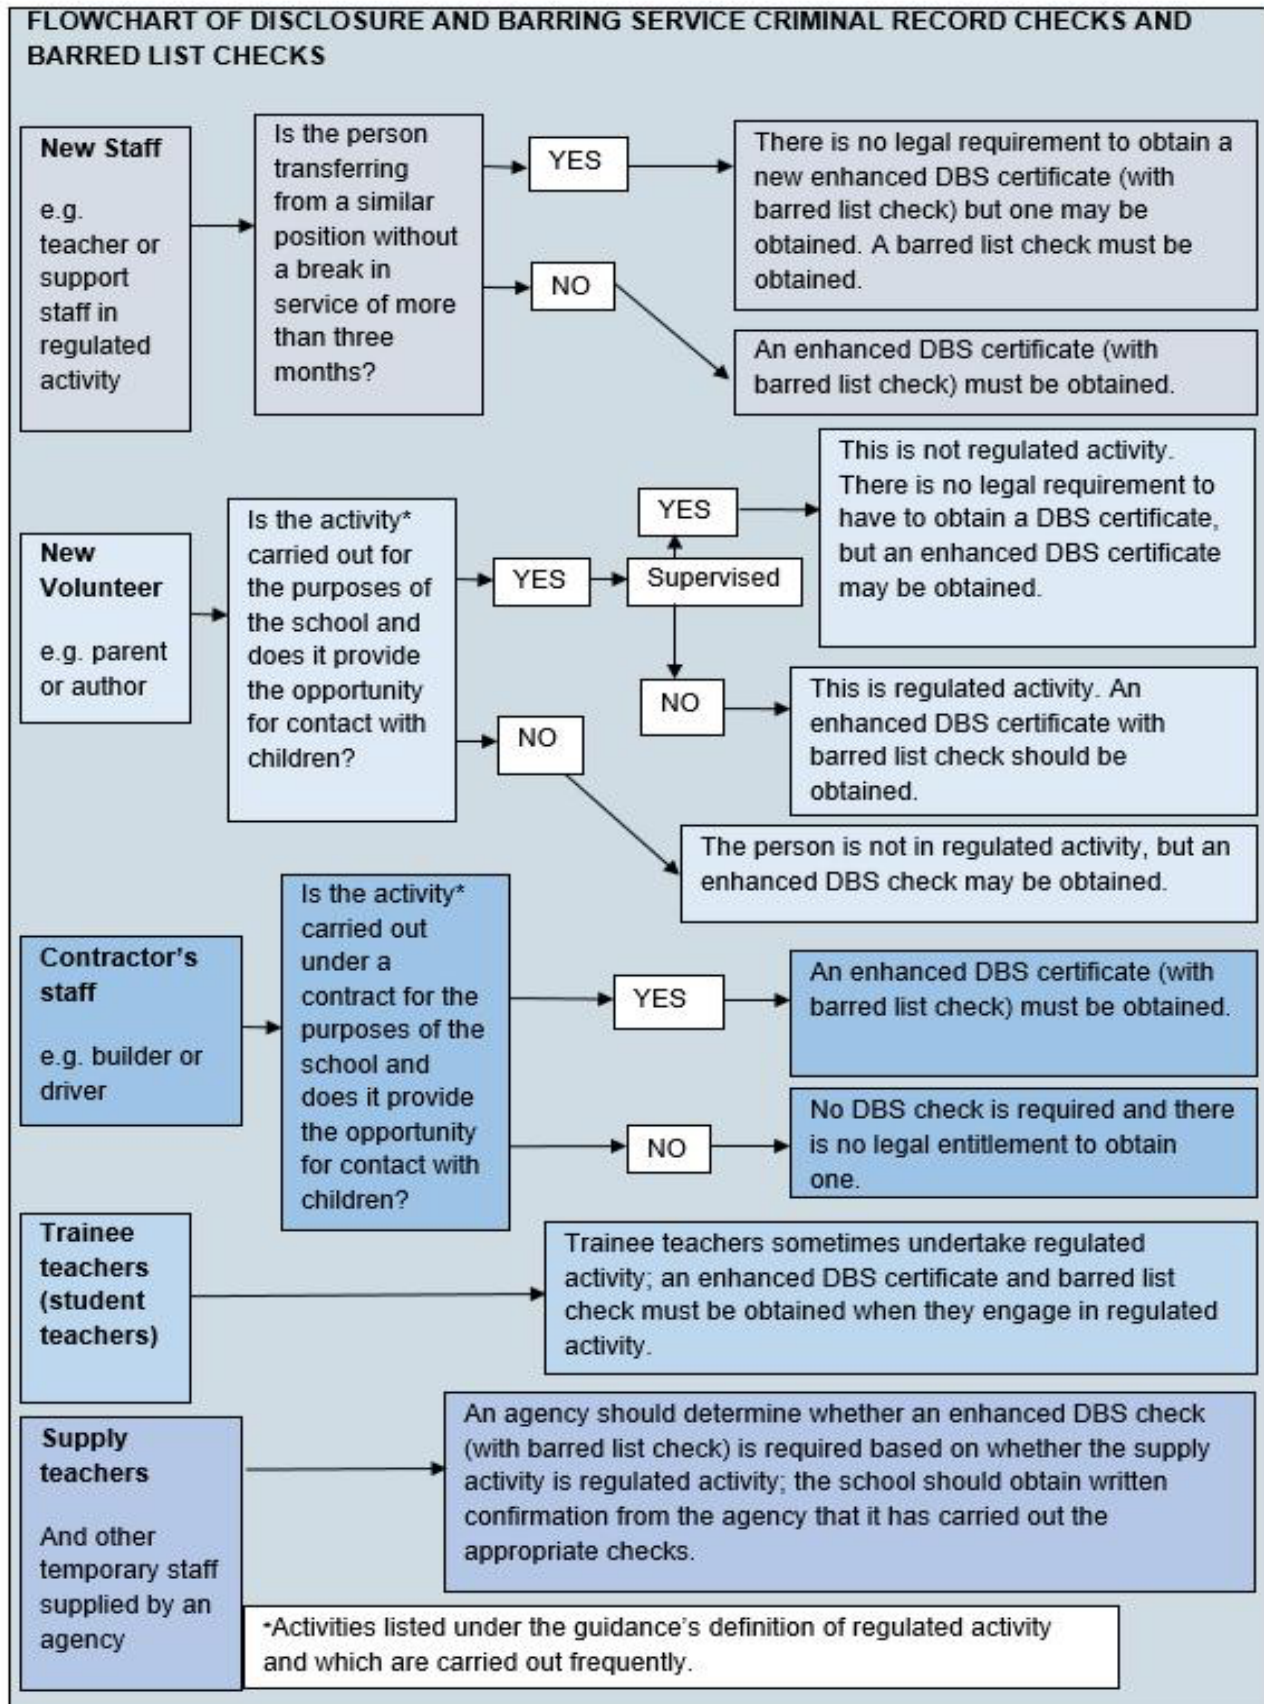 FLOWCHART OF DISCLOSURE AND BARRING SERVICE CRIMINAL RECORD CHECKS AND
BARRED LIST CHECKS
New Staff
e.g.
teacher or
support
staff in
regulated
activity
Is the person
transferring
from a similar
position without
a break in
service of more
than three
months?
YES
There is no legal requirement to obtain a
new enhanced DBS certificate (with
barred list check) but one may be
obtained. A barred list check must be
obtained.
NO
An enhanced DBS certificate (with
barred list check) must be obtained.
New
Volunteer
e.g. parent
or author
Is the activity*
carried out for
the purposes of
the school and
does it provide
the opportunity
for contact with
children?
YES
Supervised
YES
This is not regulated activity.
There is no legal requirement to
have to obtain a DBS certificate,
but an enhanced DBS certificate
may be obtained.
NO
This is regulated activity. An
enhanced DBS certificate with
barred list check should be
obtained.
NO
The person is not in regulated activity, but an
enhanced DBS check may be obtained.
Contractor's
staff
e.g. builder or
driver
Is the activity*
carried out
under a
contract for the
purposes of the
school and
does it provide
the opportunity
for contact with
children?
YES
An enhanced DBS certificate (with
barred list check) must be obtained.
NO
No DBS check is required and there
is no legal entitlement to obtain
one.
Trainee
teachers
(student
teachers)
Trainee teachers sometimes undertake regulated
activity; an enhanced DBS certificate and barred list
check must be obtained when they engage in regulated
activity.
Supply
teachers
And other
temporary staff
supplied by an
agency
An agency should determine whether an enhanced DBS check
(with barred list check) is required based on whether the supply
activity is regulated activity; the school should obtain written
confirmation from the agency that it has carried out the
appropriate checks.
*Activities listed under the guidance's definition of regulated activity
and which are carried out frequently.